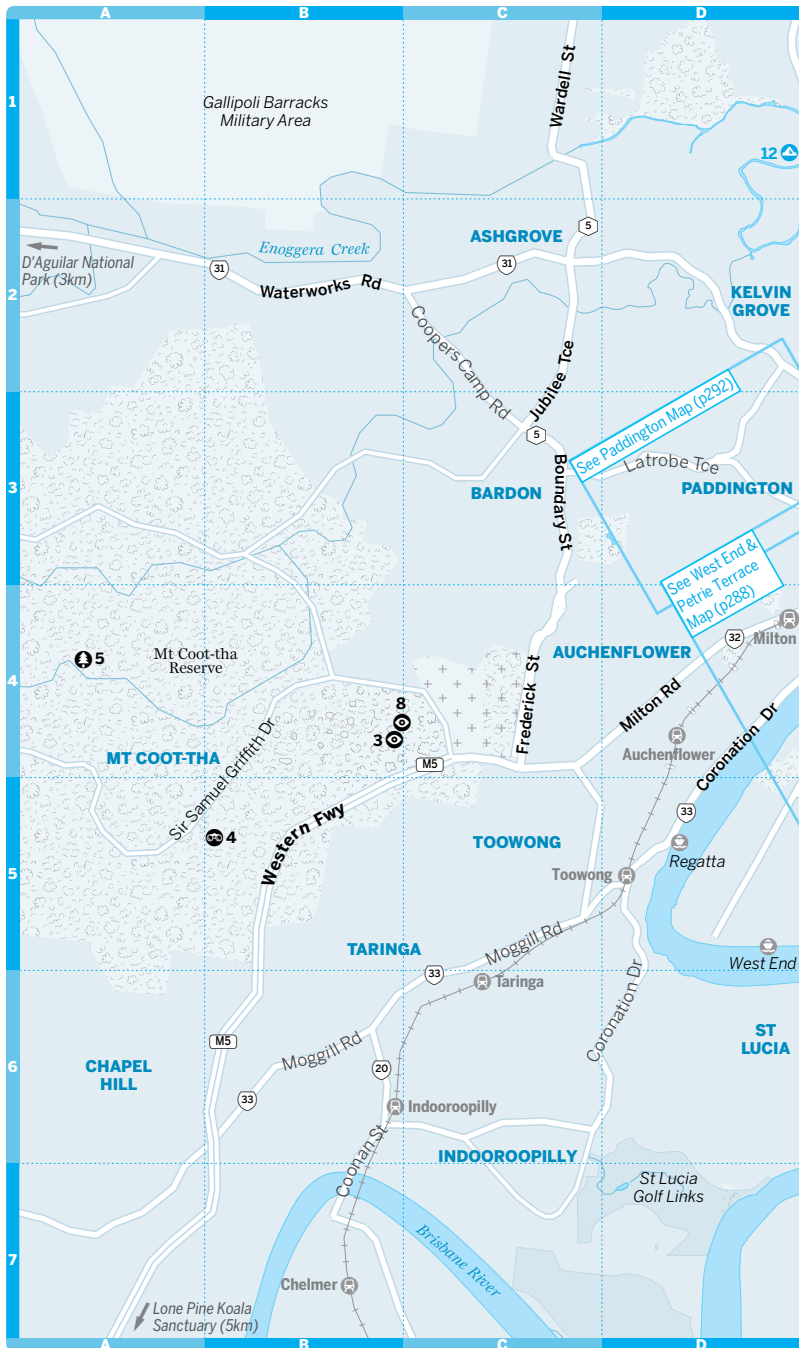 A B C D
1
Gallipoli Barracks
Military Area
Wardell St
12
5
ASHGROVE
Enoggera Creek
D'Aguilar National
Park (3km)
31
31
2
Waterworks Rd
KELVIN
GROVE
Coopers Camp Rd
Jubilee Tce
See Paddington Map (p292)
5
Latrobe Tce
3
BARDON
Boundary St
PADDINGTON
See West End &
Petrie Terrace
Map (p288)
Milton
32
5
Mt Coot-tha
Reserve
AUCHENFLOWER
4
8
3
Frederick St
Milton Rd
Auchenflower
Coronation Dr
MT COOT-THA
M5
Sir Samuel Griffith Dr
Western Fwy
33
4
TOOWONG
Regatta
5
Toowong
TARINGA
Moggill Rd
West End
33
Taringa
Coronation Dr
M5
ST
LUCIA
Moggill Rd
6
CHAPEL
HILL
20
33
Indooroopilly
Coonan St
INDOOROOPILLY
St Lucia
Golf Links
7
Brisbane River
Chelmer
Lone Pine Koala
Sanctuary (5km)
A B C D